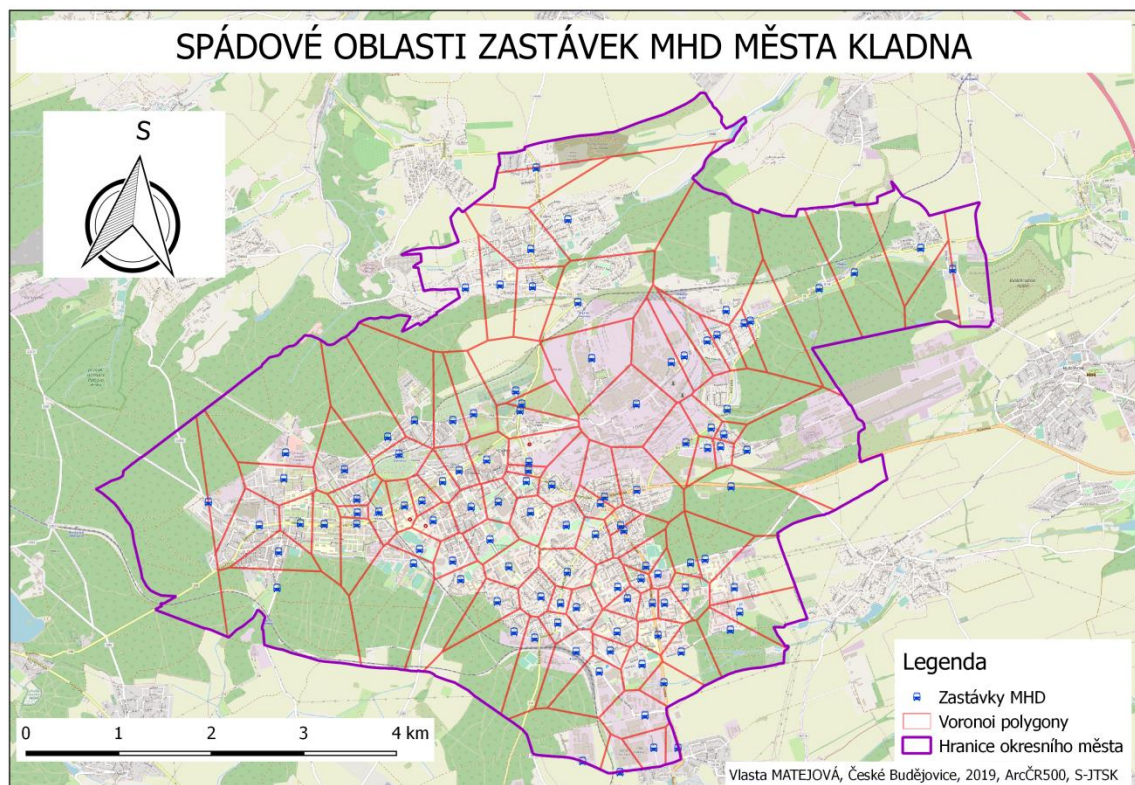 SPÁDOVÉ OBLASTI ZASTÁVEK MHD MĚSTA KLADNA
S
Legenda
Zastávky MHD
Voronoi polygony
Hranice okresního města
0 1 2 3 4 km
Vlasta MATEJOVÁ, České Budějovice, 2019, ArcČR500, S-JTSK